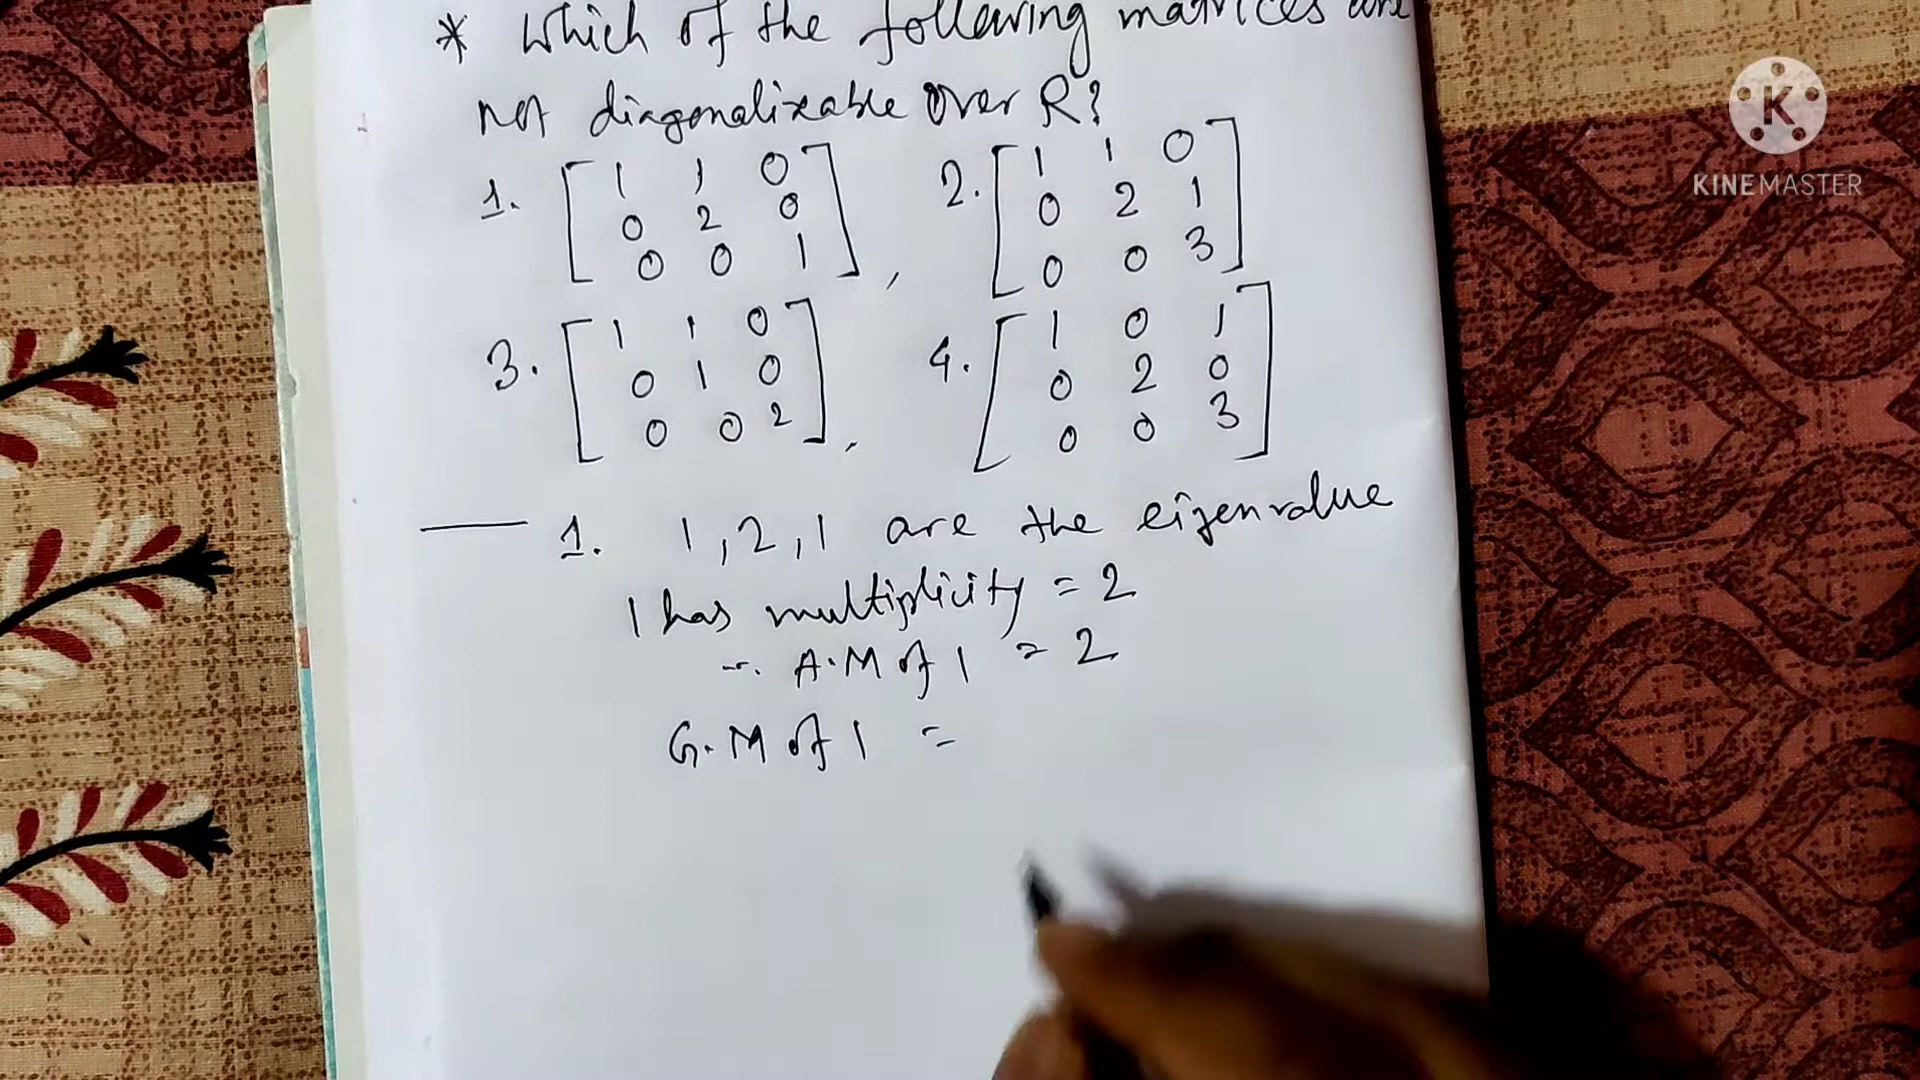 * Which of the following matrices are
not diagonalizable over R?
1. [1 1 0
0 2 0
0 0 1],
2. [1 1 0
0 2 1
0 0 3]
3. [1 1 0
0 1 0
0 0 2],
4. [1 0 1
0 2 0
0 0 3]
1. 1, 2, 1 are the eigenvalue
1 has multiplicity = 2
∴ A.M of 1 = 2
G.M of 1 =
K
KINEMASTER